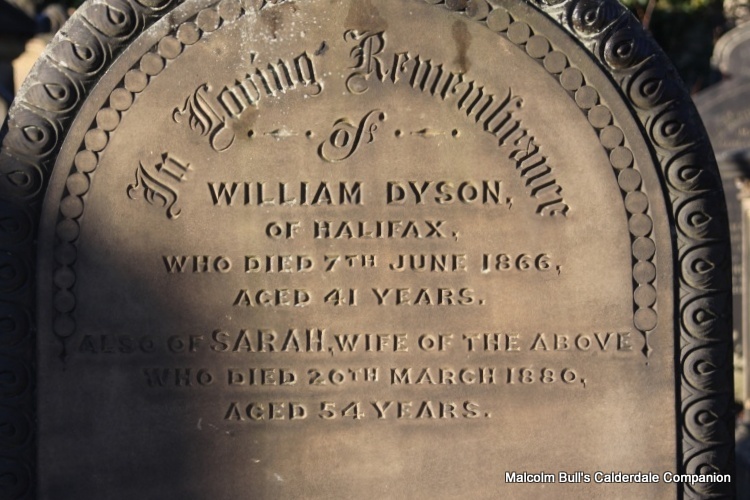 In Loving Remembrance
of
WILLIAM DYSON,
OF HALIFAX,
WHO DIED 7TH JUNE 1866,
AGED 41 YEARS.
ALSO OF SARAH, WIFE OF THE ABOVE
WHO DIED 20TH MARCH 1880,
AGED 54 YEARS.
Malcolm Bull's Calderdale Companion